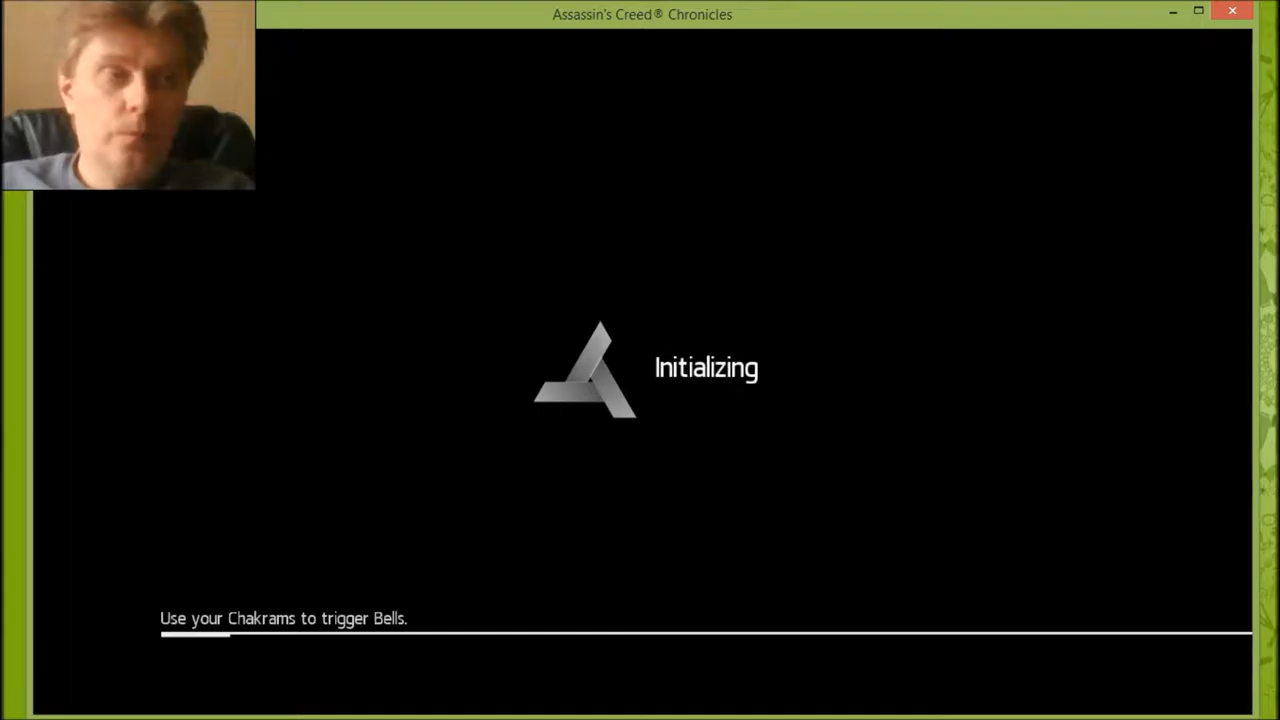 Assassin's Creed® Chronicles
Initializing
Use your Chakrams to trigger Bells.